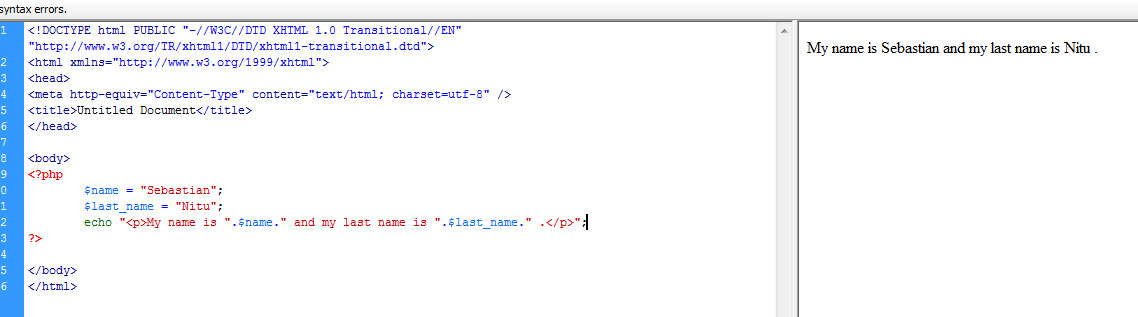 syntax errors.
1 <!DOCTYPE html PUBLIC "-//W3C//DTD XHTML 1.0 Transitional//EN"
"http://www.w3.org/TR/xhtml1/DTD/xhtml1-transitional.dtd">
2 <html xmlns="http://www.w3.org/1999/xhtml">
3 <head>
4 <meta http-equiv="Content-Type" content="text/html; charset=utf-8" />
5 <title>Untitled Document</title>
6 </head>
7
8 <body>
9 <?php
0 $name = "Sebastian";
1 $last_name = "Nitu";
2 echo "<p>My name is ".$name." and my last name is ".$last_name." .</p>";
3 ?>
4
5 </body>
6 </html>
My name is Sebastian and my last name is Nitu .